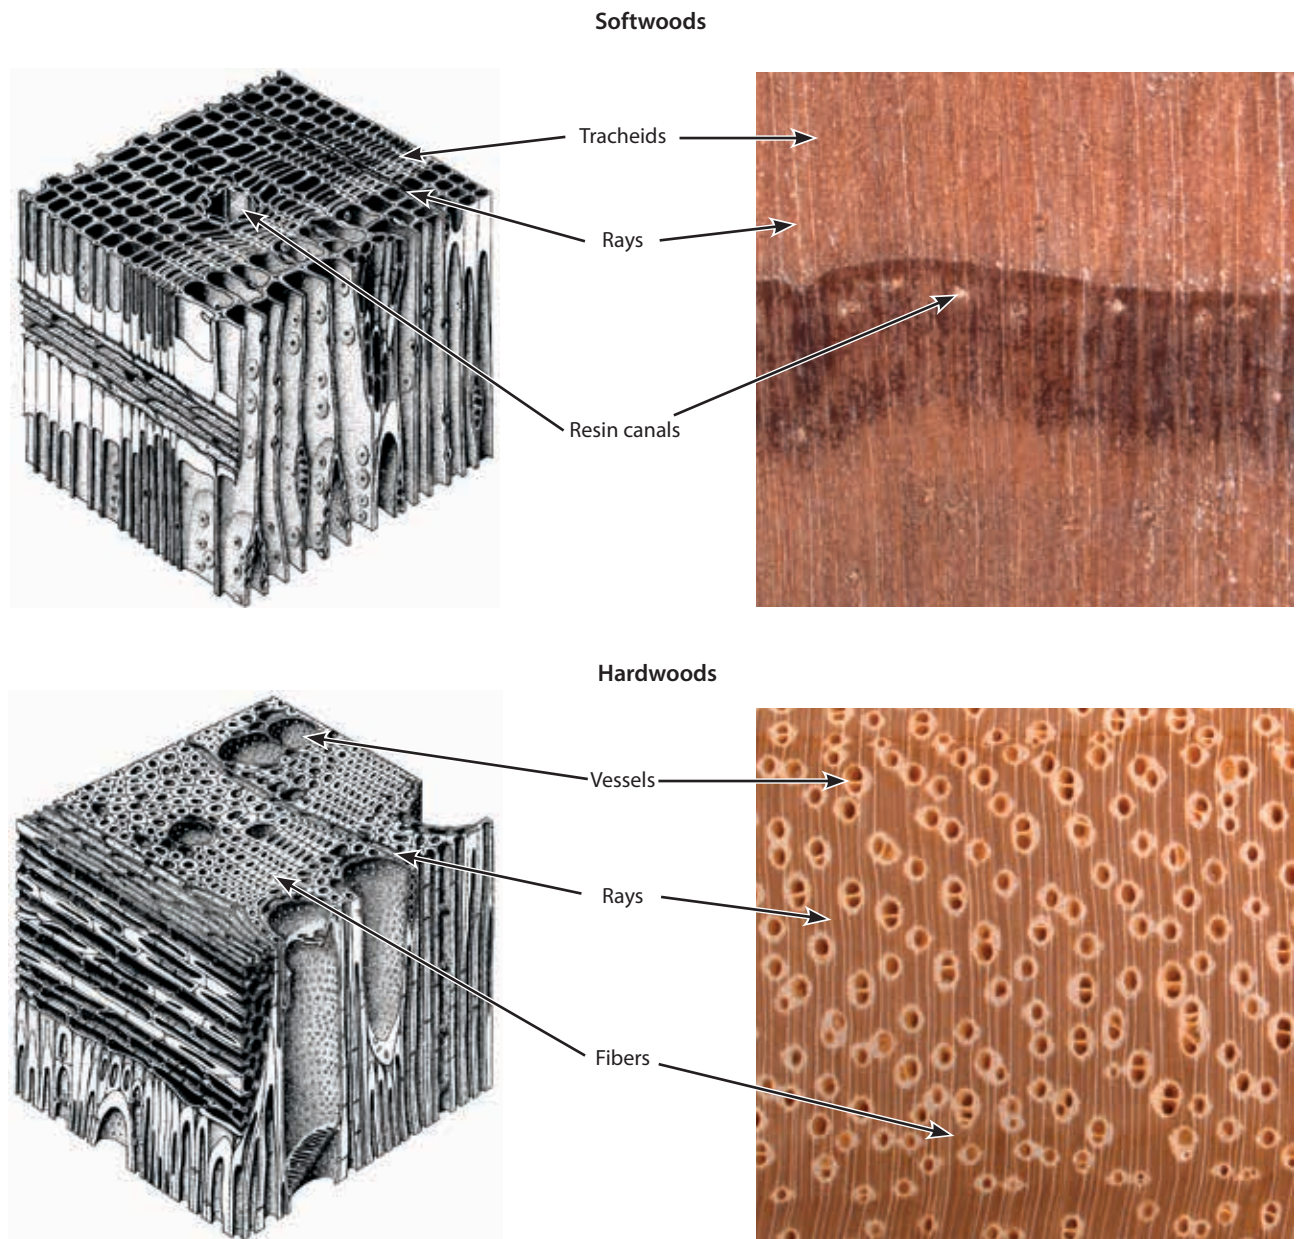 Softwoods
Tracheids
Rays
Resin canals
Hardwoods
Vessels
Rays
Fibers